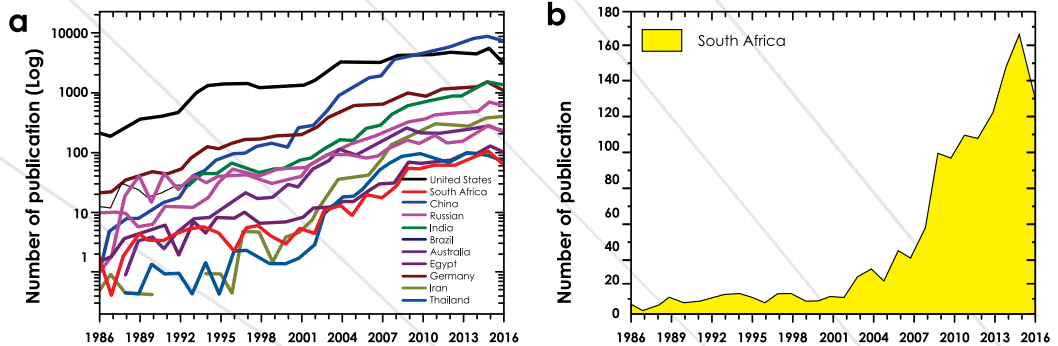 a
Number of publication (Log)
10000
1000
100
10
1
1986 1989 1992 1995 1998 2001 2004 2007 2010 2013 2016
United States
South Africa
China
Russian
India
Brazil
Australia
Egypt
Germany
Iran
Thailand
b
Number of publication
180
160
140
120
100
80
60
40
20
0
1986 1989 1992 1995 1998 2001 2004 2007 2010 2013 2016
South Africa